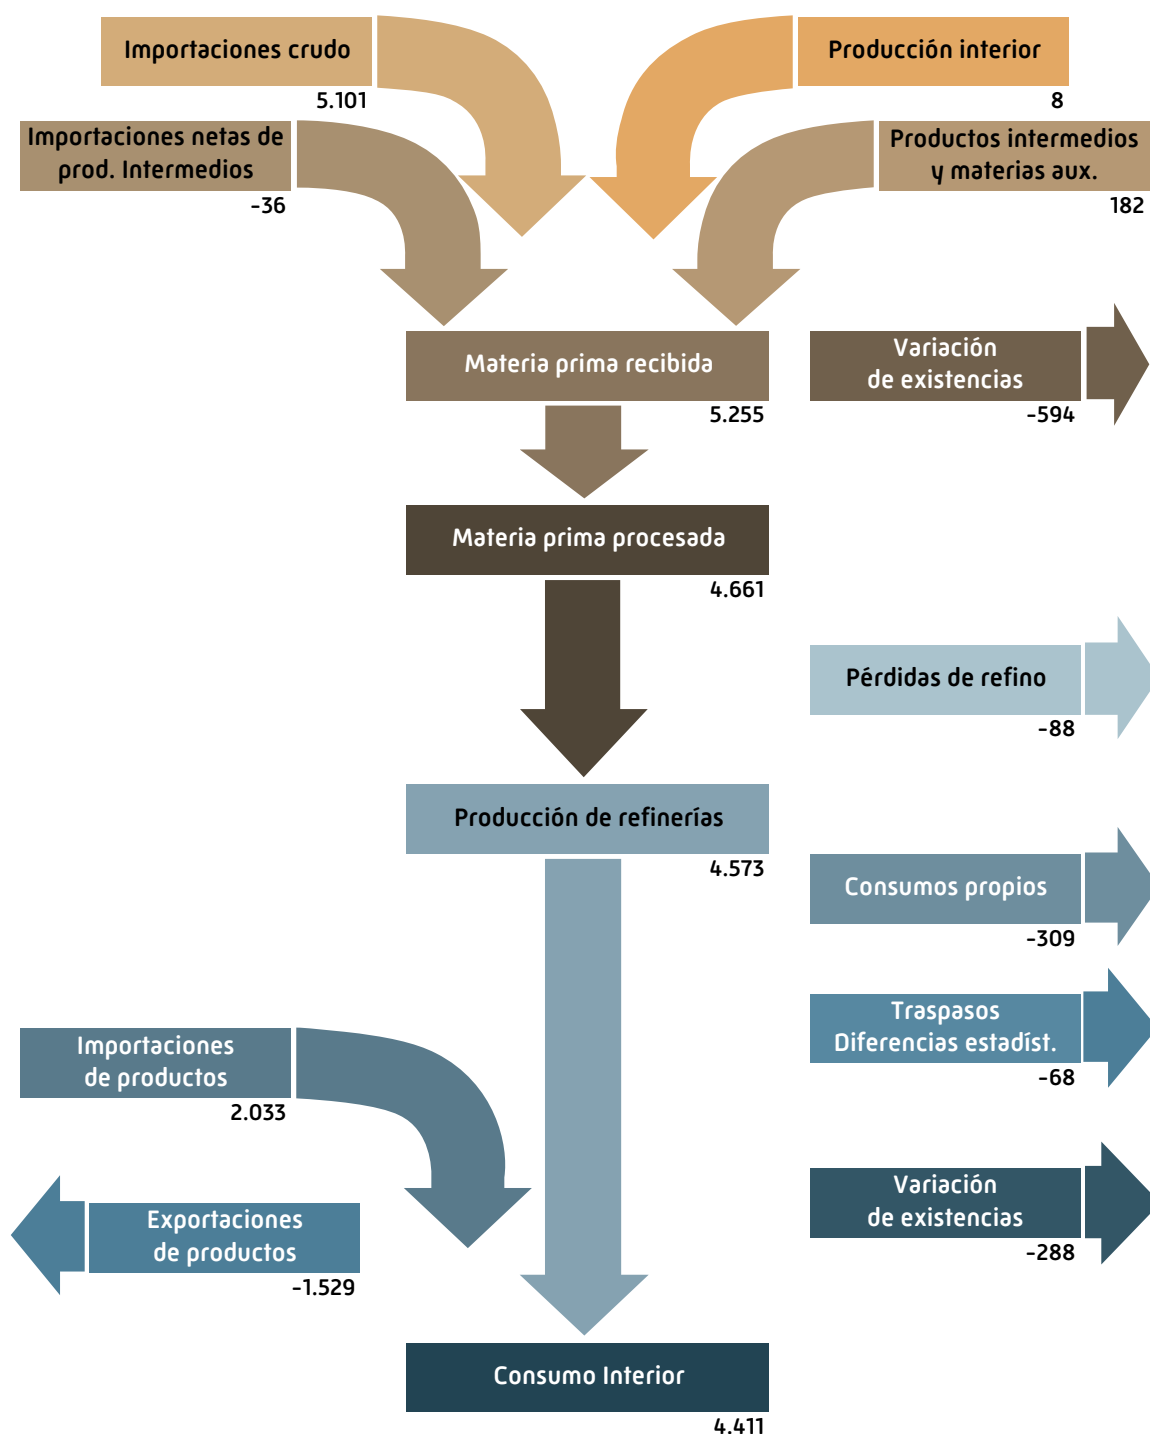 Importaciones crudo
5.101
Producción interior
8
Importaciones netas de
prod. Intermedios
-36
Productos intermedios
y materias aux.
182
Materia prima recibida
5.255
Variación
de existencias
-594
Materia prima procesada
4.661
Pérdidas de refino
-88
Producción de refinerías
4.573
Consumos propios
-309
Traspasos
Diferencias estadíst.
-68
Importaciones
de productos
2.033
Variación
de existencias
-288
Exportaciones
de productos
-1.529
Consumo Interior
4.411